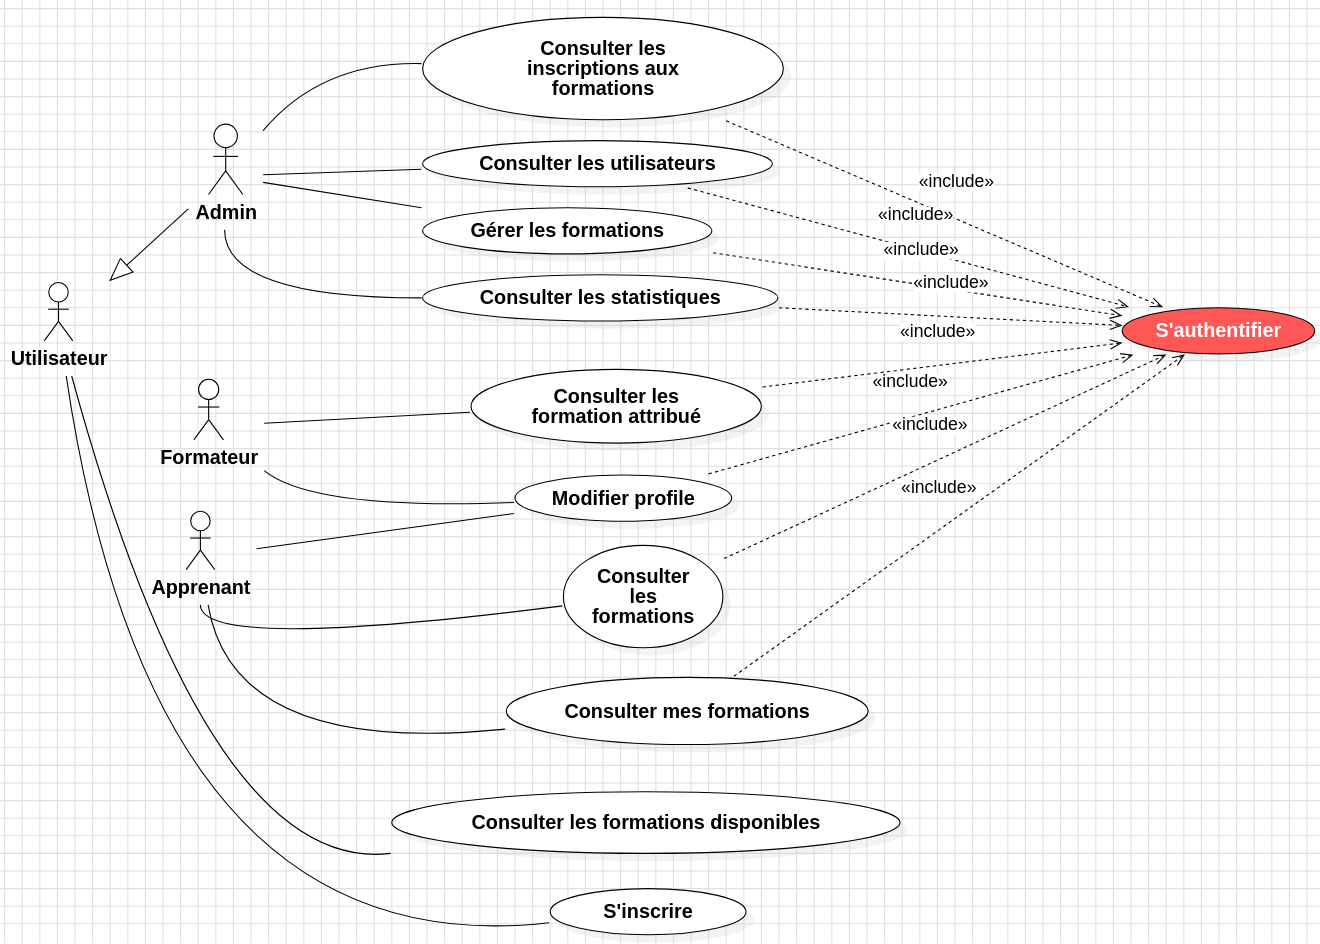 Consulter les
inscriptions aux
formations
Consulter les utilisateurs
«include»
Admin
«include»
Gérer les formations
«include»
«include»
Consulter les statistiques
S'authentifier
«include»
Utilisateur
«include»
Consulter les
formation attribué
«include»
Formateur
«include»
Modifier profile
Apprenant
Consulter
les
formations
Consulter mes formations
Consulter les formations disponibles
S'inscrire